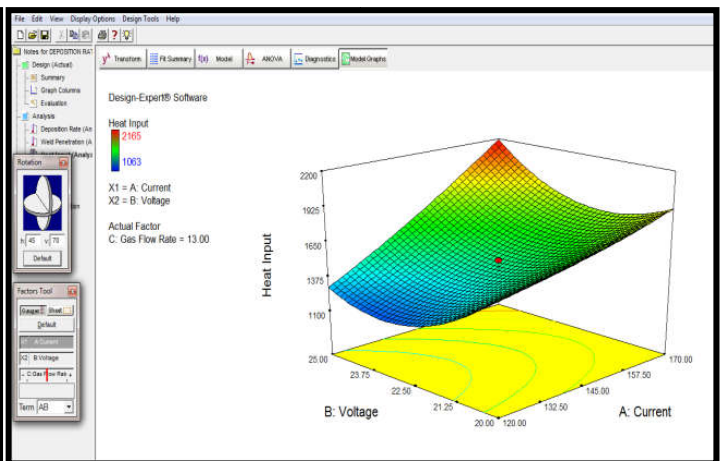 File Edit View Display Options Design Tools Help
Notes for DEPOSITION RA
Design (Actual)
Summary
Graph Columns
Evaluation
Analysis
Deposition Rate (An
Weld Penetration (A
(Analys
Transform
Fit Summary
f(x) Model
ANOVA
Diagnostics
Model Graphs
Rotation
h: 45 v: 70
Default
Factors Tool
Gauges Sheet
Default
X1 A:Current
X2 B:Voltage
Term AB
Design-Expert® Software
Heat Input
2165
1063
X1 = A: Current
X2 = B: Voltage
Actual Factor
C: Gas Flow Rate = 13.00
Heat Input
2200
1925
1650
1375
1100
25.00
23.75
22.50
21.25
20.00
B: Voltage
120.00
132.50
145.00
157.50
170.00
A: Current